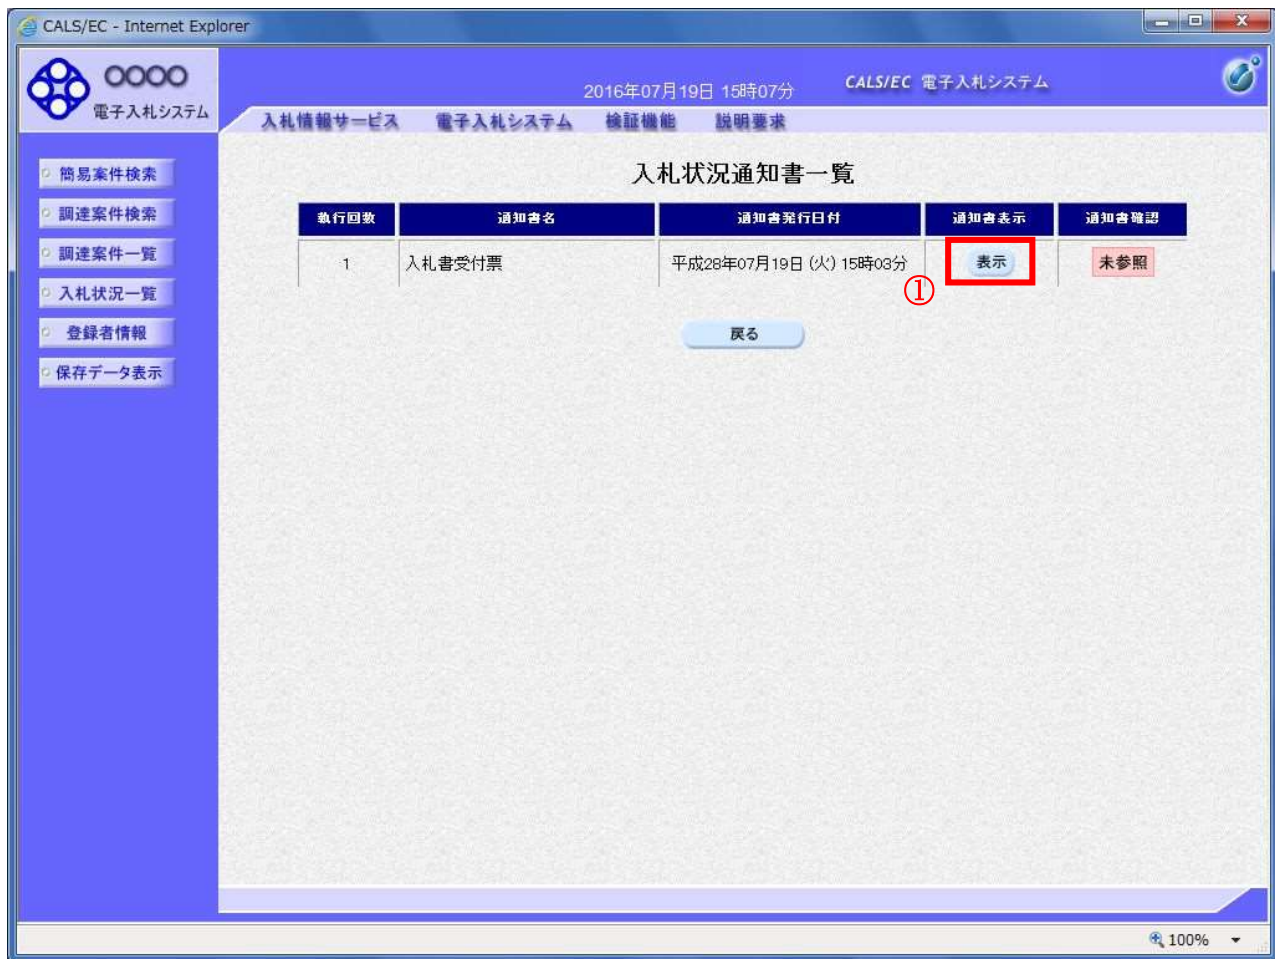 CALS/EC - Internet Explorer
〇〇〇〇
電子入札システム
2016年07月19日 15時07分
CALS/EC 電子入札システム
入札情報サービス 電子入札システム 検証機能 説明要求
簡易案件検索
調達案件検索
調達案件一覧
入札状況一覧
登録者情報
保存データ表示
入札状況通知書一覧
執行回数 通知書名 通知書発行日付 通知書表示 通知書確認
1 入札書受付票 平成28年07月19日 (火) 15時03分 表示 未参照
①
戻る
100%